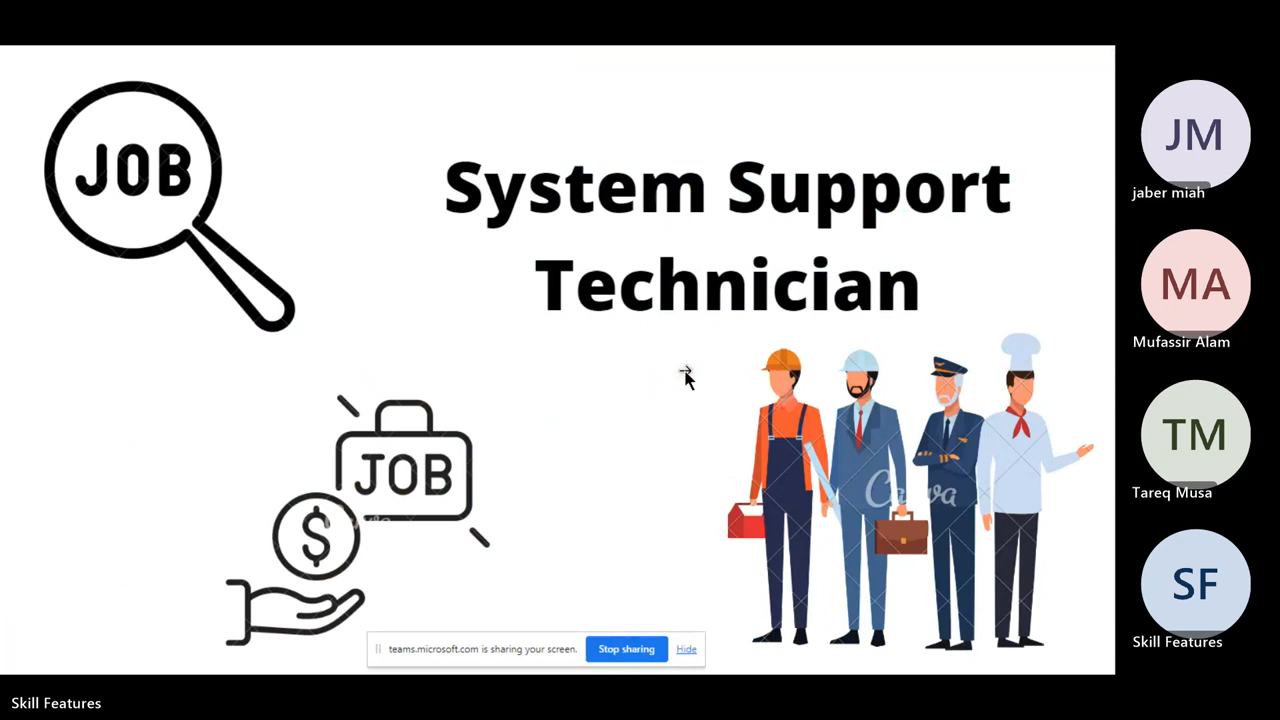 JOB
System Support
Technician
JOB
$
Canva
teams.microsoft.com is sharing your screen.
Stop sharing
Hide
JM
jaber miah
MA
Mufassir Alam
TM
Tareq Musa
SF
Skill Features
Skill Features